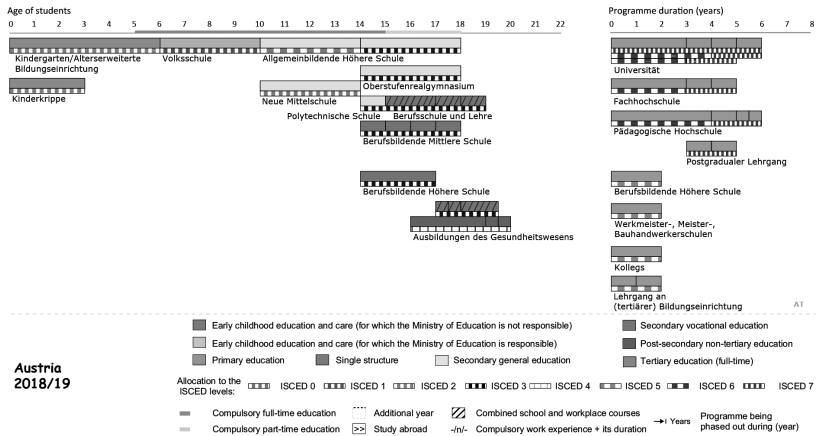 Age of students
Programme duration (years)
0 1 2 3 4 5 6 7 8 9 10 11 12 13 14 15 16 17 18 19 20 21 22
0 1 2 3 4 5 6 7 8
Kindergarten/Alterserweiterte
Bildungseinrichtung
Volksschule
Allgemeinbildende Höhere Schule
Universität
Kinderkrippe
Oberstufenrealgymnasium
Fachhochschule
Neue Mittelschule
Polytechnische Schule
Berufsschule und Lehre
Pädagogische Hochschule
Berufsbildende Mittlere Schule
Postgradualer Lehrgang
Berufsbildende Höhere Schule
Berufsbildende Höhere Schule
Ausbildungen des Gesundheitswesens
Werkmeister-, Meister-,
Bauhandwerkerschulen
Kollegs
Lehrgang an
(tertiärer) Bildungseinrichtung
AT
Austria
2018/19
Early childhood education and care (for which the Ministry of Education is not responsible)
Secondary vocational education
Early childhood education and care (for which the Ministry of Education is responsible)
Post-secondary non-tertiary education
Primary education
Single structure
Secondary general education
Tertiary education (full-time)
Allocation to the
ISCED levels:
ISCED 0
ISCED 1
ISCED 2
ISCED 3
ISCED 4
ISCED 5
ISCED 6
ISCED 7
Compulsory full-time education
Additional year
Combined school and workplace courses
Compulsory part-time education
>> Study abroad
-/n/- Compulsory work experience + its duration
Years
Programme being
phased out during (year)